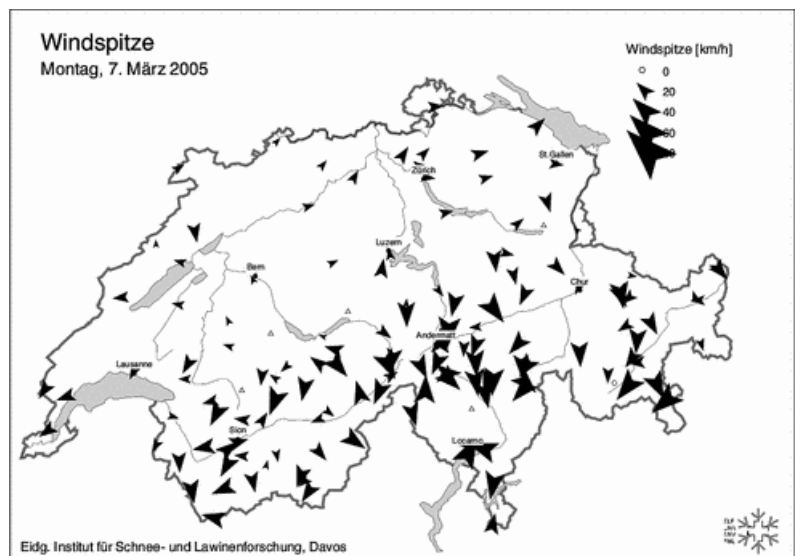 Windspitze
Montag, 7. März 2005
Windspitze [km/h]
0
20
40
60
St.Gallen
Zürich
Luzern
Bern
Chur
Andermatt
Lausanne
Sion
Locarno
Eidg. Institut für Schnee- und Lawinenforschung, Davos